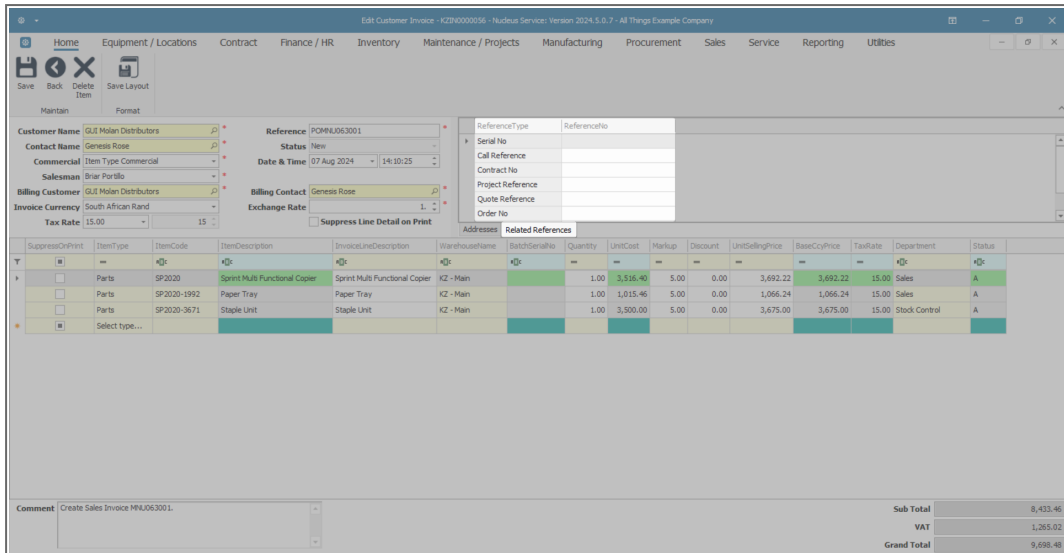 Edit Customer Invoice - KZIN0000056 - Nucleus Service: Version 2024.5.0.7 - All Things Example Company
Home Equipment / Locations Contract Finance / HR Inventory Maintenance / Projects Manufacturing Procurement Sales Service Reporting Utilities
Save Back Delete Item Save Layout
Maintain Format
Customer Name GUI Molan Distributors * Reference POMNU063001 *
Contact Name Genesis Rose * Status New
Commercial Item Type Commercial * Date & Time 07 Aug 2024 14:10:25
Salesman Briar Portillo *
Billing Customer GUI Molan Distributors * Billing Contact Genesis Rose *
Invoice Currency South African Rand * Exchange Rate 1. *
Tax Rate 15.00 15 Suppress Line Detail on Print
ReferenceType ReferenceNo
Serial No
Call Reference
Contract No
Project Reference
Quote Reference
Order No
Addresses Related References
SuppressOnPrint ItemType ItemCode ItemDescription InvoiceLineDescription WarehouseName BatchSerialNo Quantity UnitCost Markup Discount UnitSellingPrice BaseCcyPrice TaxRate Department Status
Parts SP2020 Sprint Multi Functional Copier Sprint Multi Functional Copier KZ - Main 1.00 3,516.40 5.00 0.00 3,692.22 3,692.22 15.00 Sales A
Parts SP2020-1992 Paper Tray Paper Tray KZ - Main 1.00 1,015.46 5.00 0.00 1,066.24 1,066.24 15.00 Sales A
Parts SP2020-3671 Staple Unit Staple Unit KZ - Main 1.00 3,500.00 5.00 0.00 3,675.00 3,675.00 15.00 Stock Control A
Select type...
Comment Create Sales Invoice MNU063001.
Sub Total 8,433.46
VAT 1,265.02
Grand Total 9,698.48